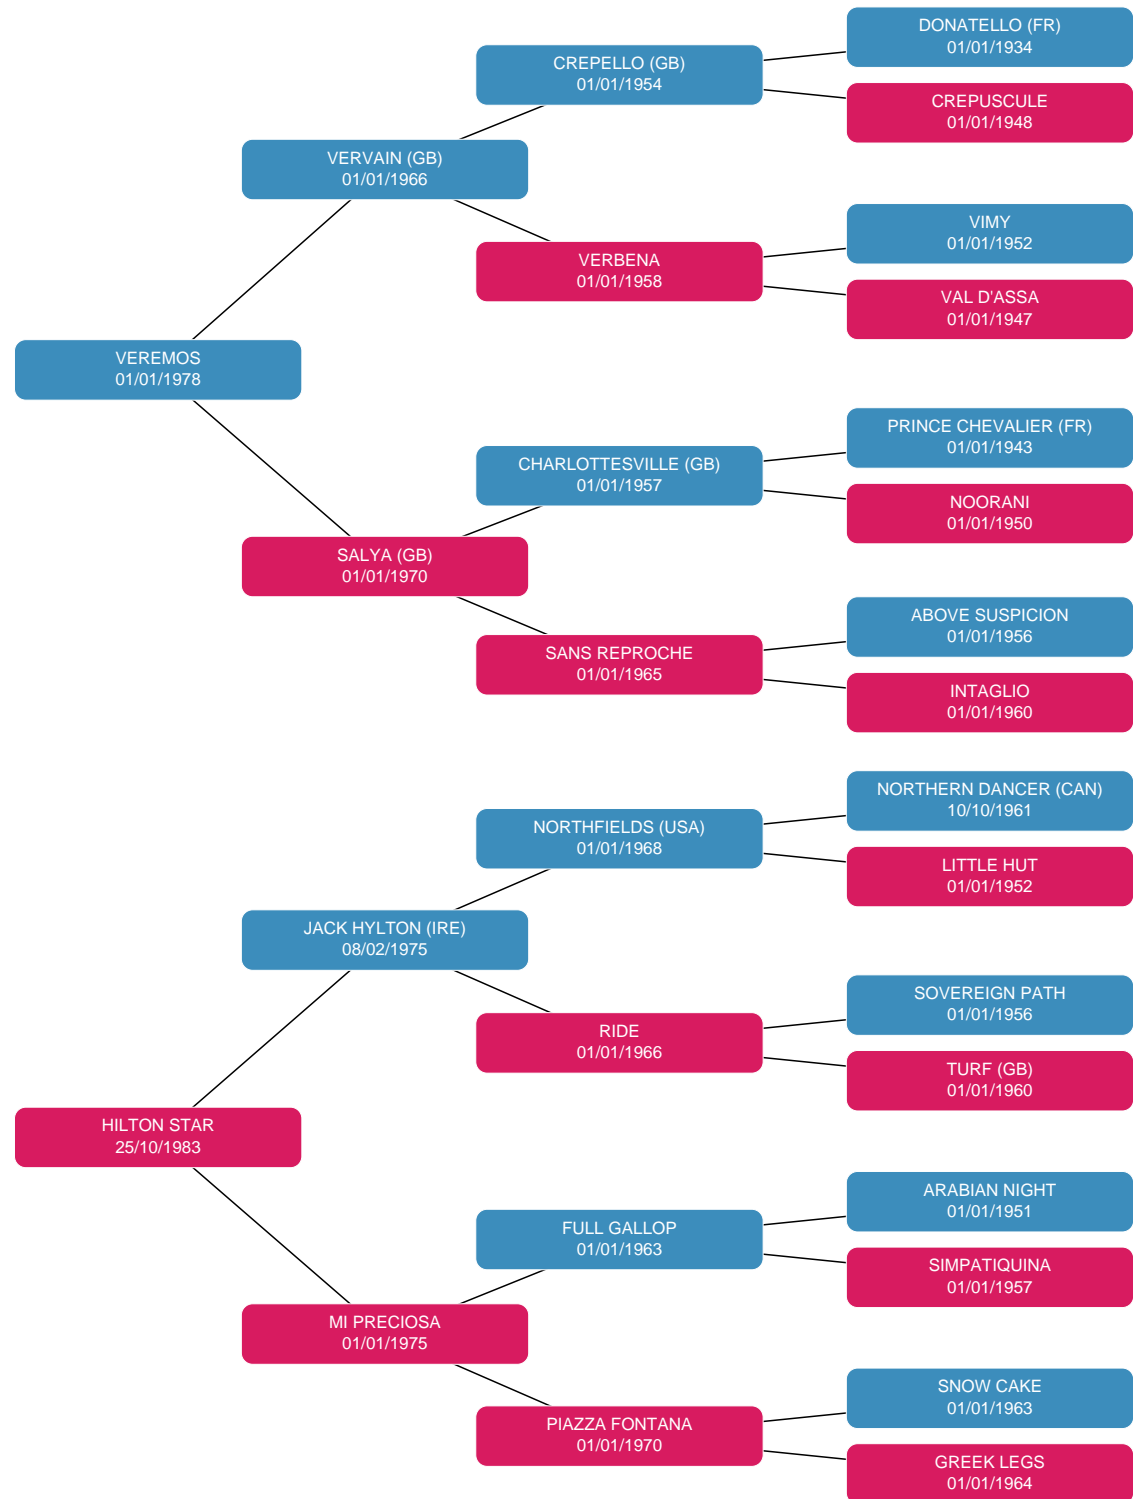 DONATELLO (FR)
01/01/1934
CREPELLO (GB)
01/01/1954
CREPUSCULE
01/01/1948
VERVAIN (GB)
01/01/1966
VIMY
01/01/1952
VERBENA
01/01/1958
VAL D'ASSA
01/01/1947
VEREMOS
01/01/1978
PRINCE CHEVALIER (FR)
01/01/1943
CHARLOTTESVILLE (GB)
01/01/1957
NOORANI
01/01/1950
SALYA (GB)
01/01/1970
ABOVE SUSPICION
01/01/1956
SANS REPROCHE
01/01/1965
INTAGLIO
01/01/1960
NORTHERN DANCER (CAN)
10/10/1961
NORTHFIELDS (USA)
01/01/1968
LITTLE HUT
01/01/1952
JACK HYLTON (IRE)
08/02/1975
SOVEREIGN PATH
01/01/1956
RIDE
01/01/1966
TURF (GB)
01/01/1960
HILTON STAR
25/10/1983
ARABIAN NIGHT
01/01/1951
FULL GALLOP
01/01/1963
SIMPATIQUINA
01/01/1957
MI PRECIOSA
01/01/1975
SNOW CAKE
01/01/1963
PIAZZA FONTANA
01/01/1970
GREEK LEGS
01/01/1964